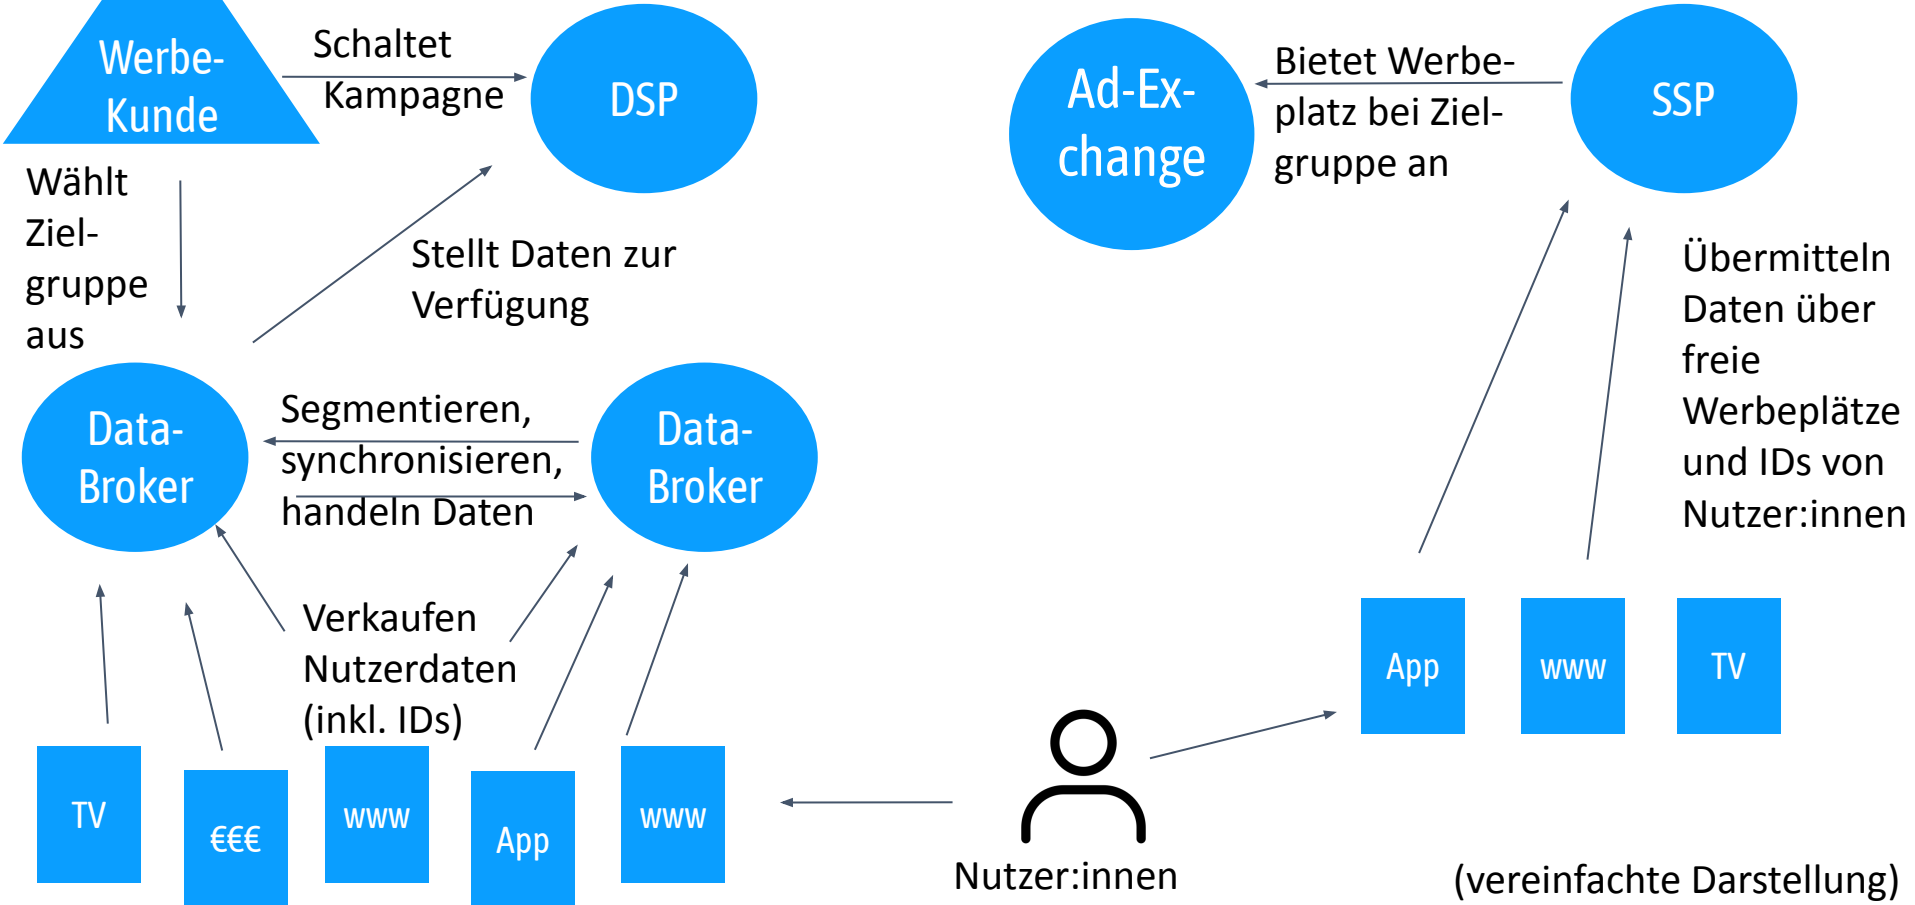 Werbe-
Kunde
Schaltet
Kampagne
DSP
Ad-Ex-
change
Bietet Werbe-
platz bei Ziel-
gruppe an
SSP
Wählt
Ziel-
gruppe
aus
Stellt Daten zur
Verfügung
Übermitteln
Daten über
freie
Werbeplätze
und IDs von
Nutzer:innen
Data-
Broker
Segmentieren,
synchronisieren,
handeln Daten
Data-
Broker
Verkaufen
Nutzerdaten
(inkl. IDs)
App
www
TV
TV
€€€
www
App
www
Nutzer:innen
(vereinfachte Darstellung)